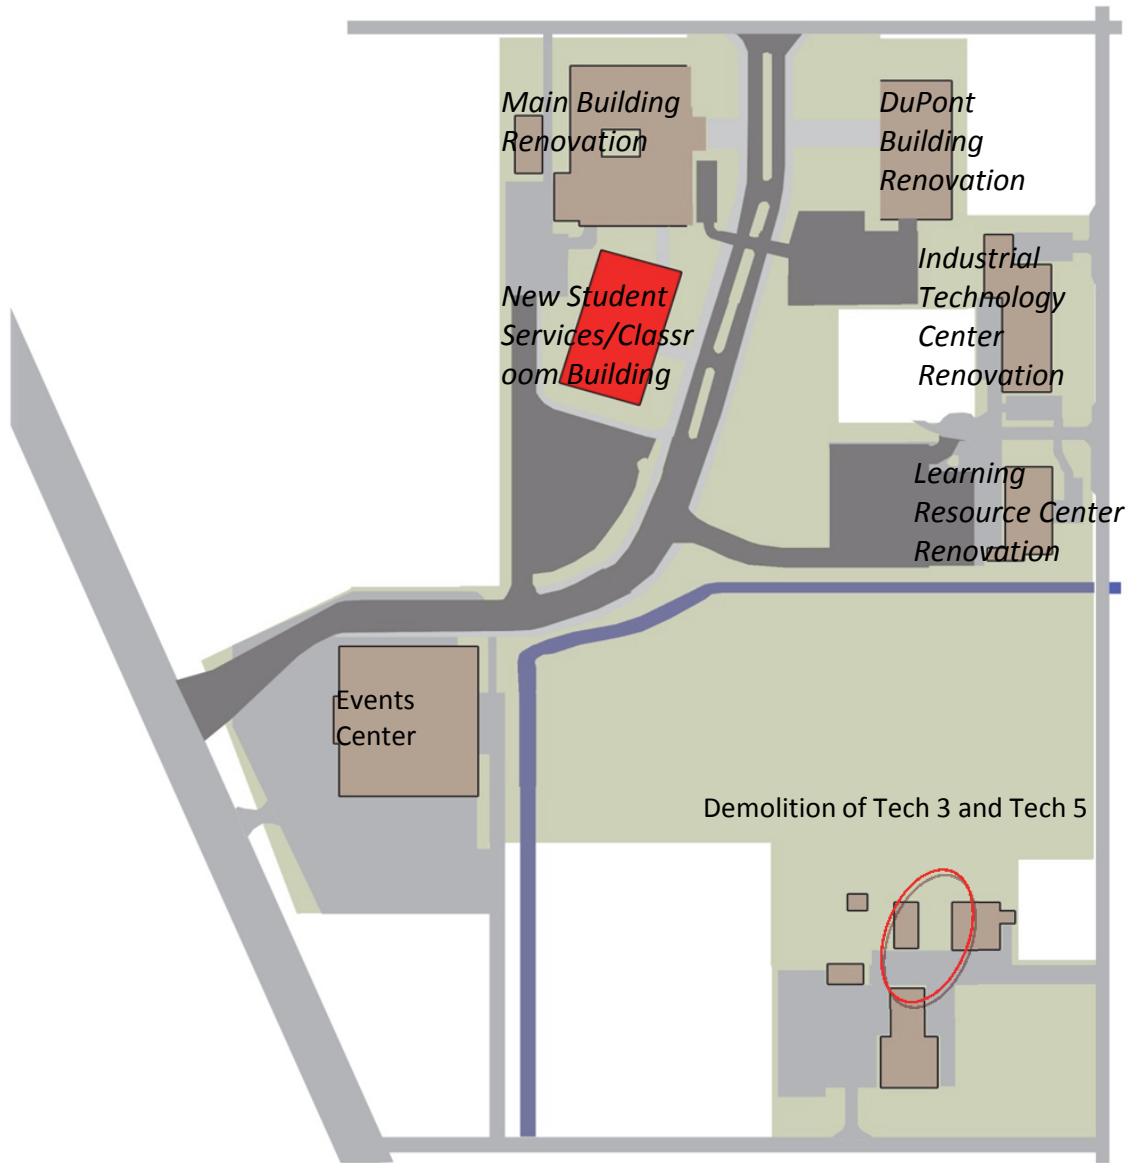 Main Building
Renovation
DuPont
Building
Renovation
New Student
Services/Classr
oom Building
Industrial
Technology
Center
Renovation
Learning
Resource Center
Renovation
Events
Center
Demolition of Tech 3 and Tech 5